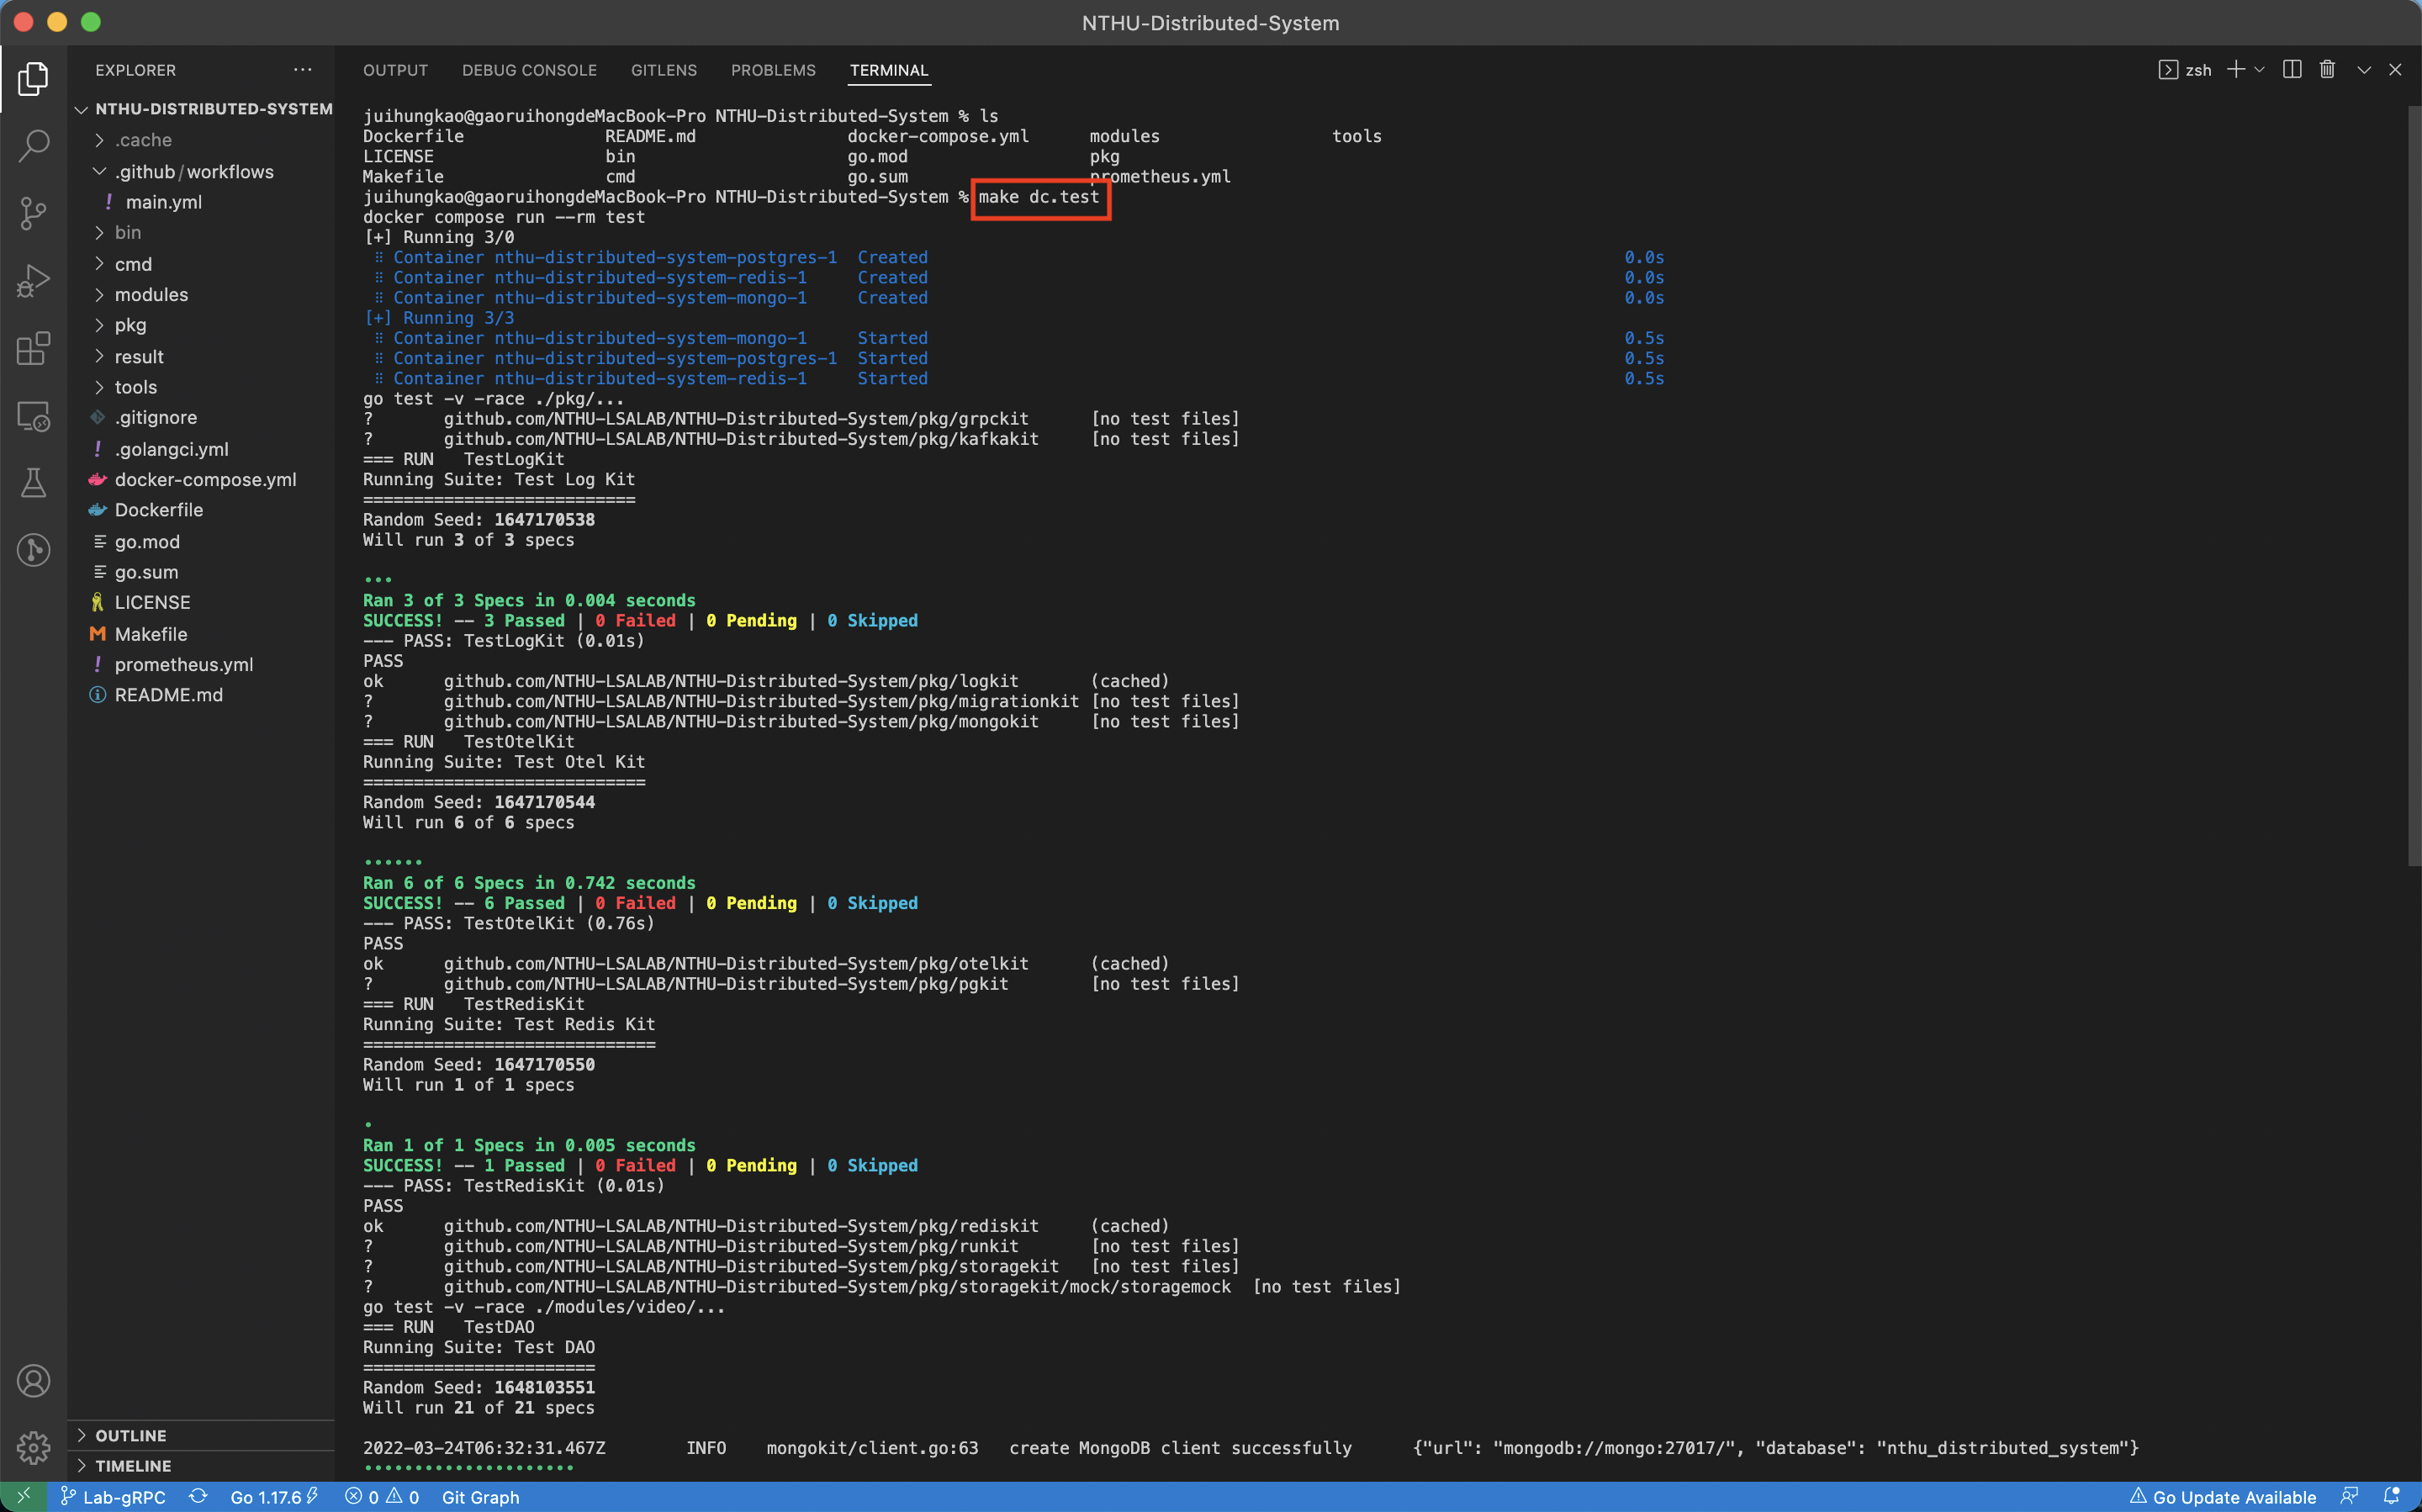 NTHU-Distributed-System
EXPLORER
NTHU-DISTRIBUTED-SYSTEM
.cache
.github/workflows
! main.yml
bin
cmd
modules
pkg
result
tools
.gitignore
! .golangci.yml
docker-compose.yml
Dockerfile
go.mod
go.sum
LICENSE
M Makefile
! prometheus.yml
README.md
OUTLINE
TIMELINE
OUTPUT DEBUG CONSOLE GITLENS PROBLEMS TERMINAL zsh
juihungkao@gaoruihongdeMacBook-Pro NTHU-Distributed-System % ls
Dockerfile README.md docker-compose.yml modules tools
LICENSE bin go.mod pkg
Makefile cmd go.sum prometheus.yml
juihungkao@gaoruihongdeMacBook-Pro NTHU-Distributed-System % make dc.test
docker compose run --rm test
[+] Running 3/0
⠿ Container nthu-distributed-system-postgres-1 Created 0.0s
⠿ Container nthu-distributed-system-redis-1 Created 0.0s
⠿ Container nthu-distributed-system-mongo-1 Created 0.0s
[+] Running 3/3
⠿ Container nthu-distributed-system-mongo-1 Started 0.5s
⠿ Container nthu-distributed-system-postgres-1 Started 0.5s
⠿ Container nthu-distributed-system-redis-1 Started 0.5s
go test -v -race ./pkg/...
? github.com/NTHU-LSALAB/NTHU-Distributed-System/pkg/grpckit [no test files]
? github.com/NTHU-LSALAB/NTHU-Distributed-System/pkg/kafkakit [no test files]
=== RUN TestLogKit
Running Suite: Test Log Kit
===========================
Random Seed: 1647170538
Will run 3 of 3 specs
•••
Ran 3 of 3 Specs in 0.004 seconds
SUCCESS! -- 3 Passed | 0 Failed | 0 Pending | 0 Skipped
--- PASS: TestLogKit (0.01s)
PASS
ok github.com/NTHU-LSALAB/NTHU-Distributed-System/pkg/logkit (cached)
? github.com/NTHU-LSALAB/NTHU-Distributed-System/pkg/migrationkit [no test files]
? github.com/NTHU-LSALAB/NTHU-Distributed-System/pkg/mongokit [no test files]
=== RUN TestOtelKit
Running Suite: Test Otel Kit
============================
Random Seed: 1647170544
Will run 6 of 6 specs
••••••
Ran 6 of 6 Specs in 0.742 seconds
SUCCESS! -- 6 Passed | 0 Failed | 0 Pending | 0 Skipped
--- PASS: TestOtelKit (0.76s)
PASS
ok github.com/NTHU-LSALAB/NTHU-Distributed-System/pkg/otelkit (cached)
? github.com/NTHU-LSALAB/NTHU-Distributed-System/pkg/pgkit [no test files]
=== RUN TestRedisKit
Running Suite: Test Redis Kit
=============================
Random Seed: 1647170550
Will run 1 of 1 specs
•
Ran 1 of 1 Specs in 0.005 seconds
SUCCESS! -- 1 Passed | 0 Failed | 0 Pending | 0 Skipped
--- PASS: TestRedisKit (0.01s)
PASS
ok github.com/NTHU-LSALAB/NTHU-Distributed-System/pkg/rediskit (cached)
? github.com/NTHU-LSALAB/NTHU-Distributed-System/pkg/runkit [no test files]
? github.com/NTHU-LSALAB/NTHU-Distributed-System/pkg/storagekit [no test files]
? github.com/NTHU-LSALAB/NTHU-Distributed-System/pkg/storagekit/mock/storagemock [no test files]
go test -v -race ./modules/video/...
=== RUN TestDAO
Running Suite: Test DAO
=======================
Random Seed: 1648103551
Will run 21 of 21 specs
2022-03-24T06:32:31.467Z INFO mongokit/client.go:63 create MongoDB client successfully {"url": "mongodb://mongo:27017/", "database": "nthu_distributed_system"}
•••••••••••••••••••••
Lab-gRPC Go 1.17.6 0 0 Git Graph Go Update Available